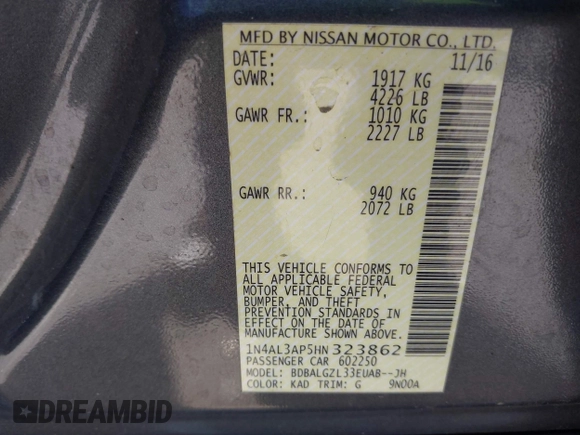 MFD BY NISSAN MOTOR CO., LTD.
DATE: 11/16
GVWR: 1917 KG
4226 LB
GAWR FR.: 1010 KG
2227 LB
GAWR RR.: 940 KG
2072 LB
THIS VEHICLE CONFORMS TO
ALL APPLICABLE FEDERAL
MOTOR VEHICLE SAFETY,
BUMPER, AND THEFT
PREVENTION STANDARDS IN
EFFECT ON THE DATE OF
MANUFACTURE SHOWN ABOVE.
1N4AL3AP5HN323862
PASSENGER CAR 602250
MODEL: BDBALGZL33EUAB--JH
COLOR: KAD TRIM: G 9N00A
DREAMBID